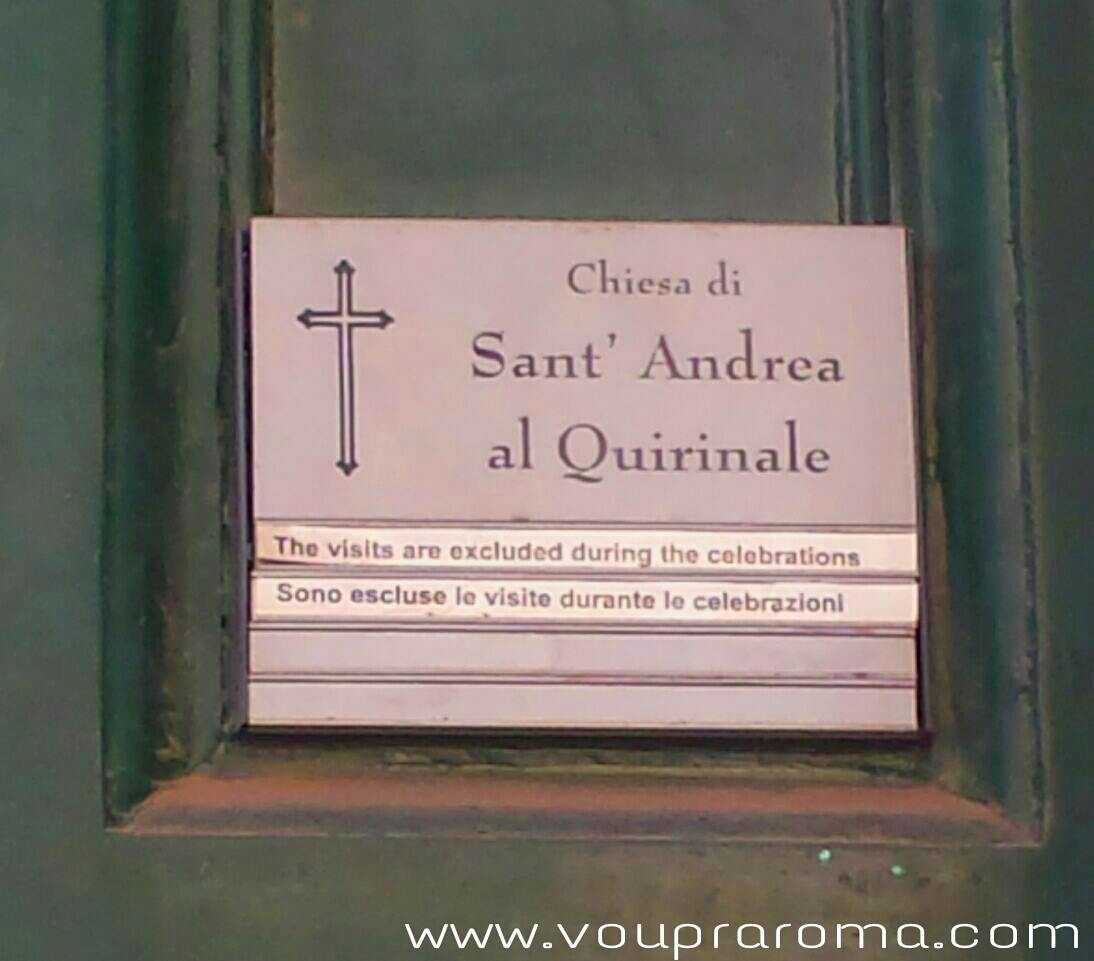 Chiesa di
Sant' Andrea
al Quirinale
The visits are excluded during the celebrations
Sono escluse le visite durante le celebrazioni
www.voupraroma.com